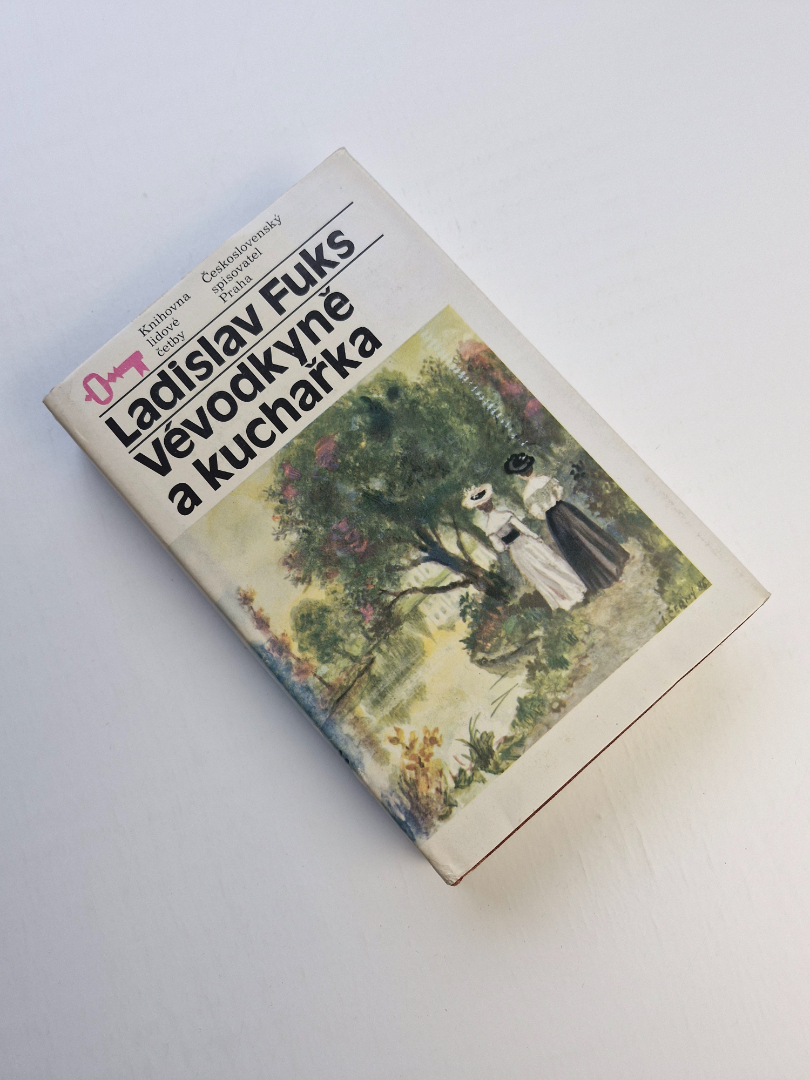 Knihovna
lidové
četby
Československý
spisovatel
Praha
Ladislav Fuks
vévodkyně
a kuchařka